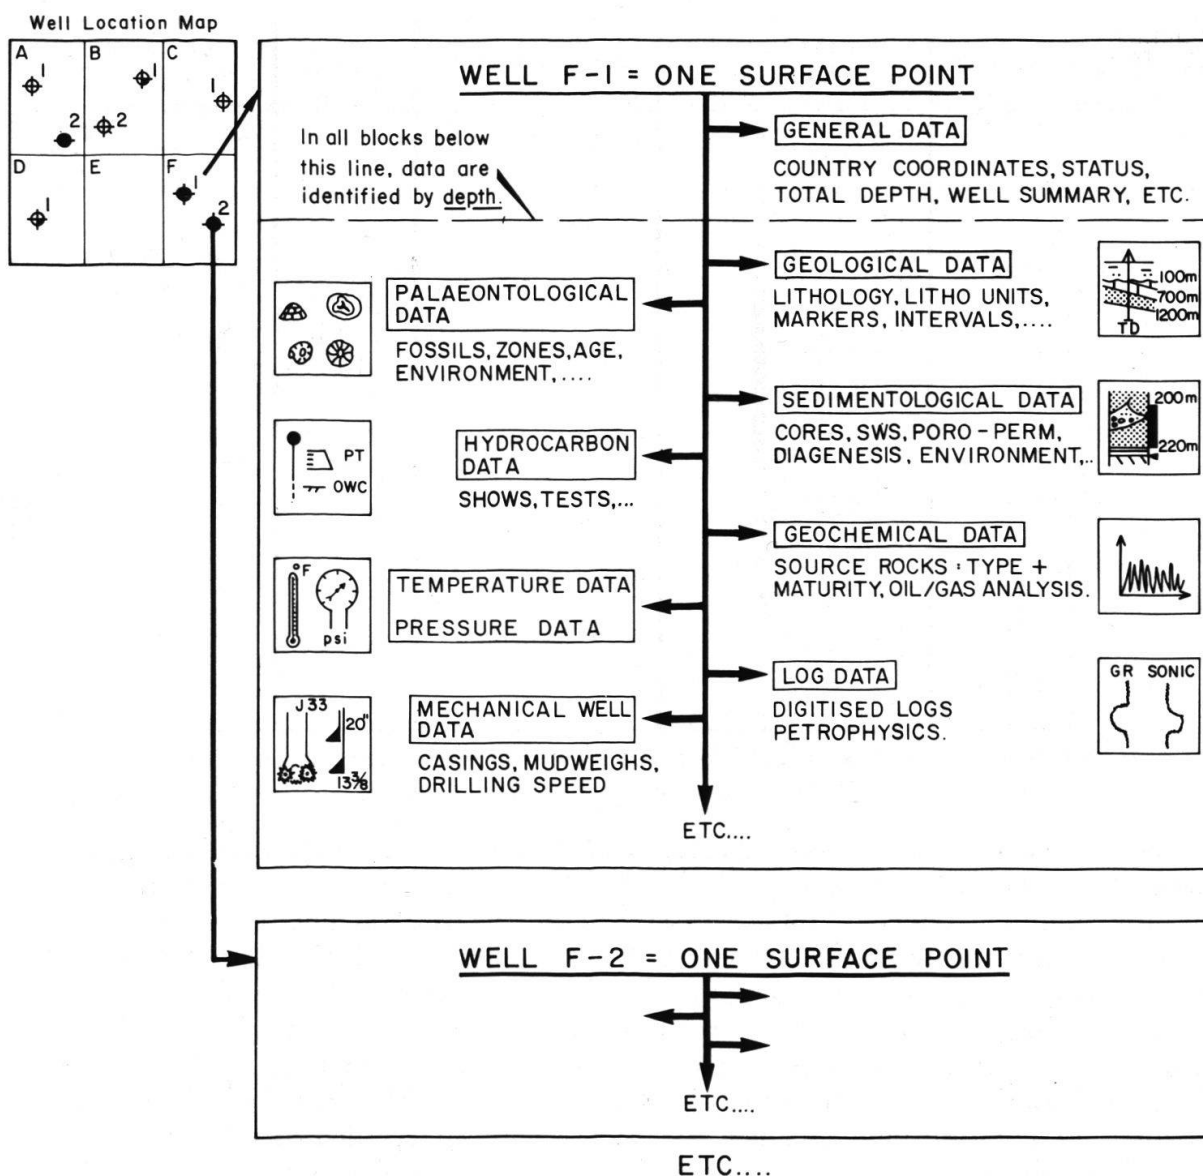 Well Location Map
A
B
C
1
1
1
2
2
D
E
F
1
2
WELL F-1 = ONE SURFACE POINT
In all blocks below
this line, data are
identified by depth.
GENERAL DATA
COUNTRY COORDINATES, STATUS,
TOTAL DEPTH, WELL SUMMARY, ETC.
GEOLOGICAL DATA
LITHOLOGY, LITHO UNITS,
MARKERS, INTERVALS,....
100m
700m
1200m
TD
PALAEONTOLOGICAL
DATA
FOSSILS, ZONES, AGE,
ENVIRONMENT,....
SEDIMENTOLOGICAL DATA
CORES, SWS, PORO-PERM,
DIAGENESIS, ENVIRONMENT,..
200m
220m
PT
OWC
HYDROCARBON
DATA
SHOWS, TESTS,...
GEOCHEMICAL DATA
SOURCE ROCKS : TYPE +
MATURITY, OIL/GAS ANALYSIS.
°F
psi
TEMPERATURE DATA
PRESSURE DATA
LOG DATA
DIGITISED LOGS
PETROPHYSICS.
GR SONIC
J33
20"
13 3/8
MECHANICAL WELL
DATA
CASINGS, MUDWEIGHS,
DRILLING SPEED
ETC....
WELL F-2 = ONE SURFACE POINT
ETC....
ETC....